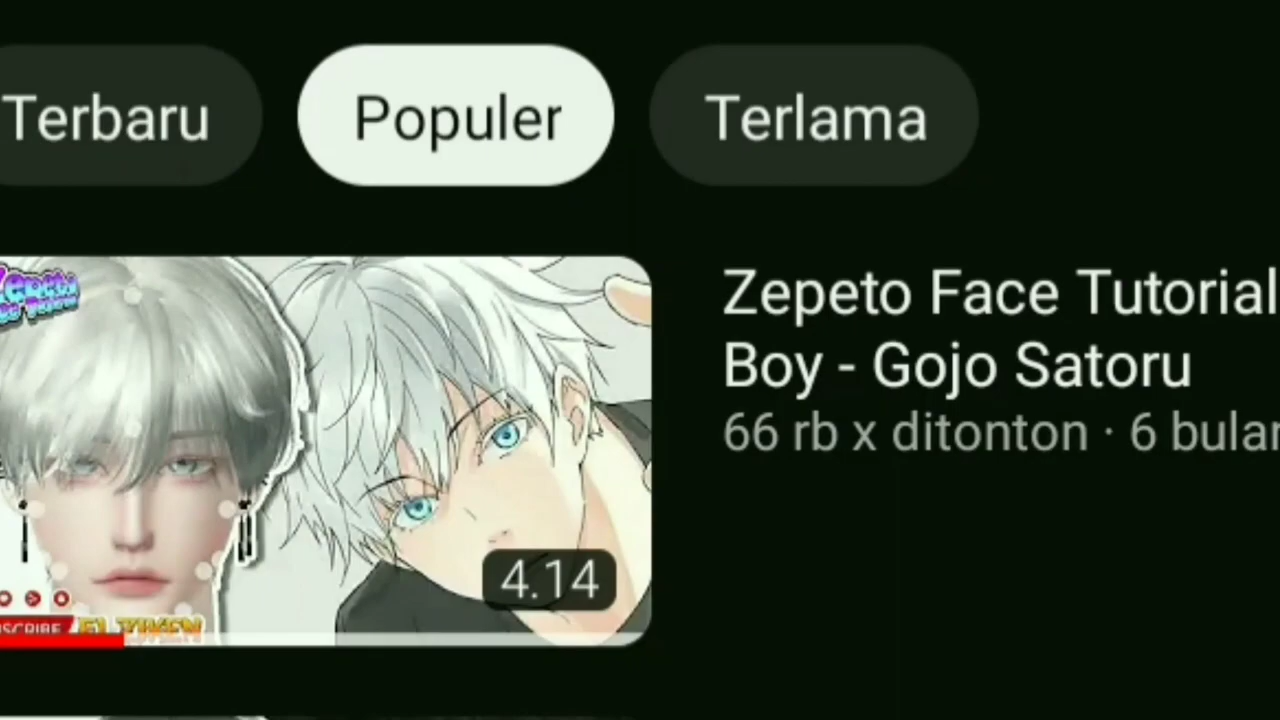 Terbaru
Populer
Terlama
Zepeto Face Tutorial
Boy - Gojo Satoru
66 rb x ditonton · 6 bulan
4.14